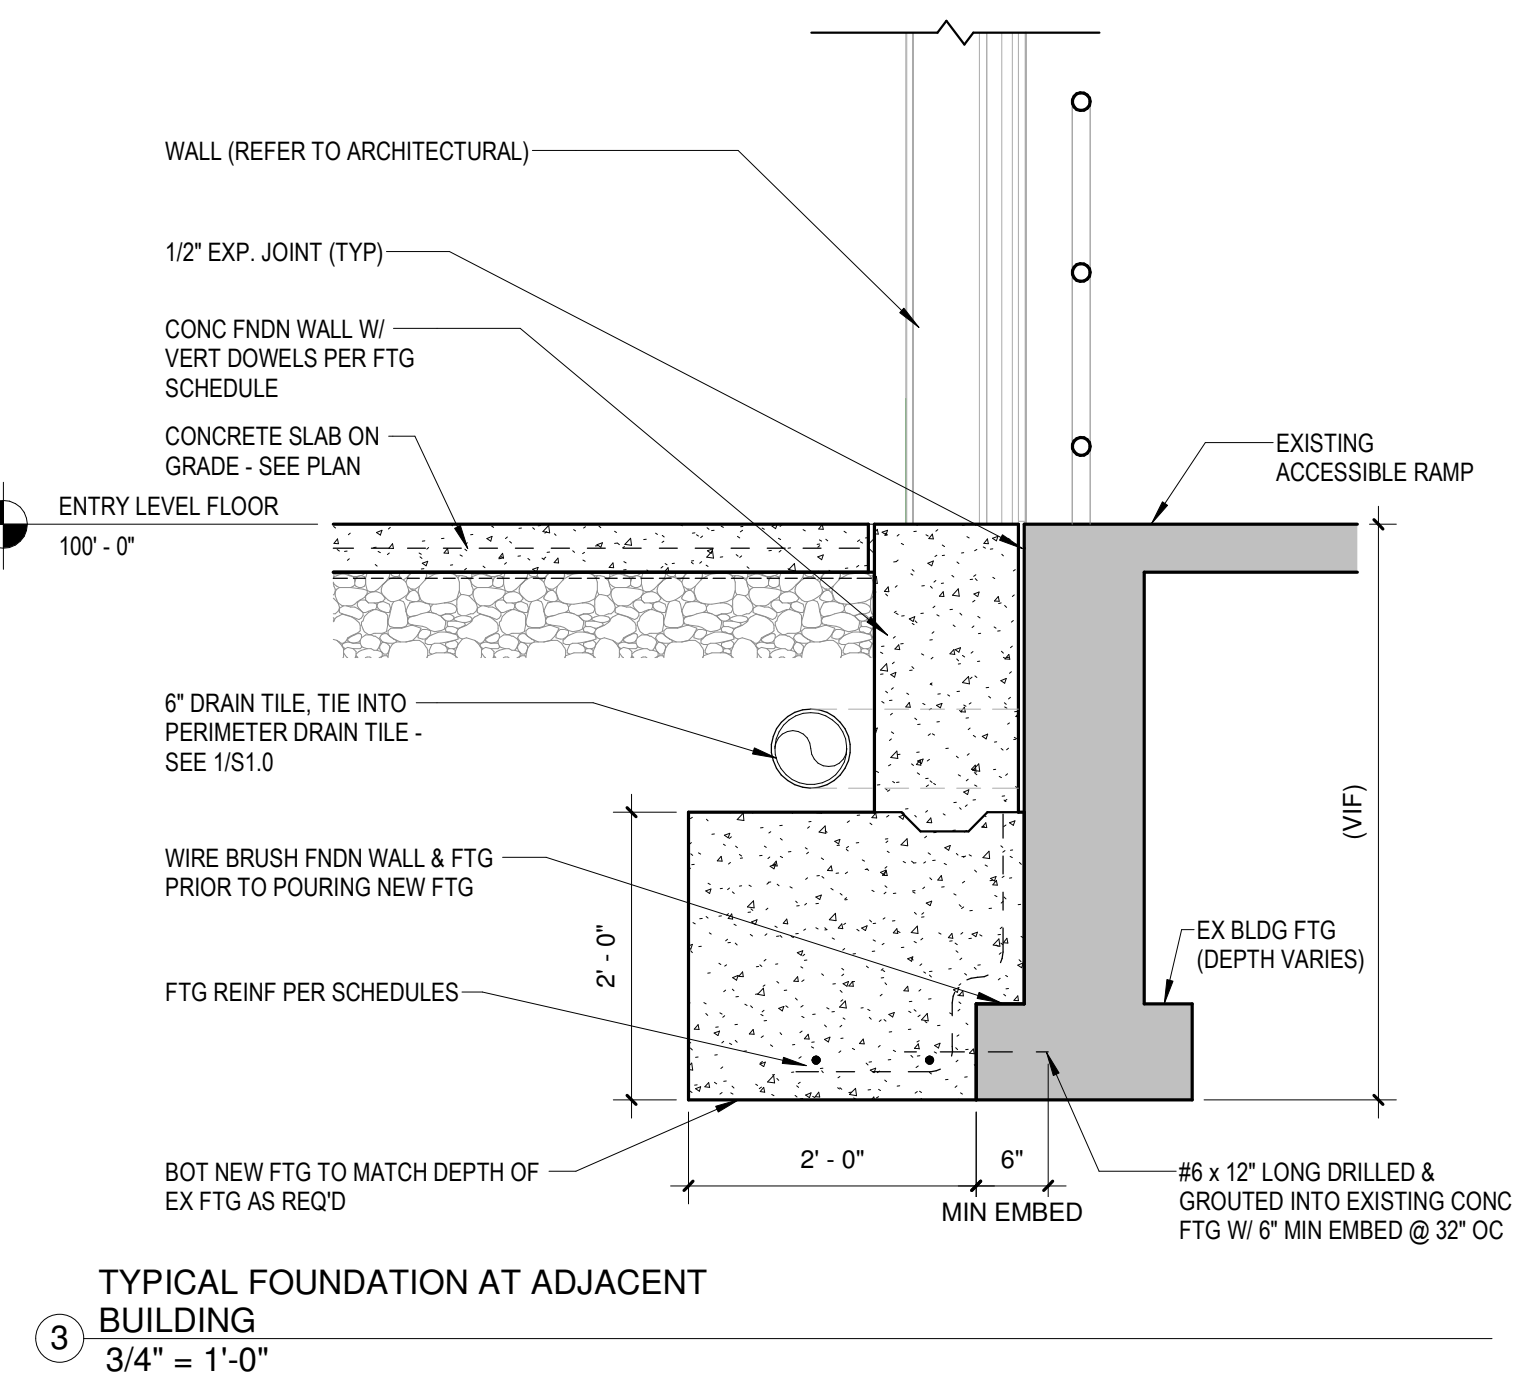 WALL (REFER TO ARCHITECTURAL)
1/2" EXP. JOINT (TYP)
CONC FNDN WALL W/
VERT DOWELS PER FTG
SCHEDULE
CONCRETE SLAB ON
GRADE - SEE PLAN
EXISTING
ACCESSIBLE RAMP
ENTRY LEVEL FLOOR
100' - 0"
6" DRAIN TILE, TIE INTO
PERIMETER DRAIN TILE -
SEE 1/S1.0
(VIF)
WIRE BRUSH FNDN WALL & FTG
PRIOR TO POURING NEW FTG
2' - 0"
EX BLDG FTG
(DEPTH VARIES)
FTG REINF PER SCHEDULES
BOT NEW FTG TO MATCH DEPTH OF
EX FTG AS REQ'D
2' - 0"
6"
MIN EMBED
#6 x 12" LONG DRILLED &
GROUTED INTO EXISTING CONC
FTG W/ 6" MIN EMBED @ 32" OC
3
TYPICAL FOUNDATION AT ADJACENT
BUILDING
3/4" = 1'-0"